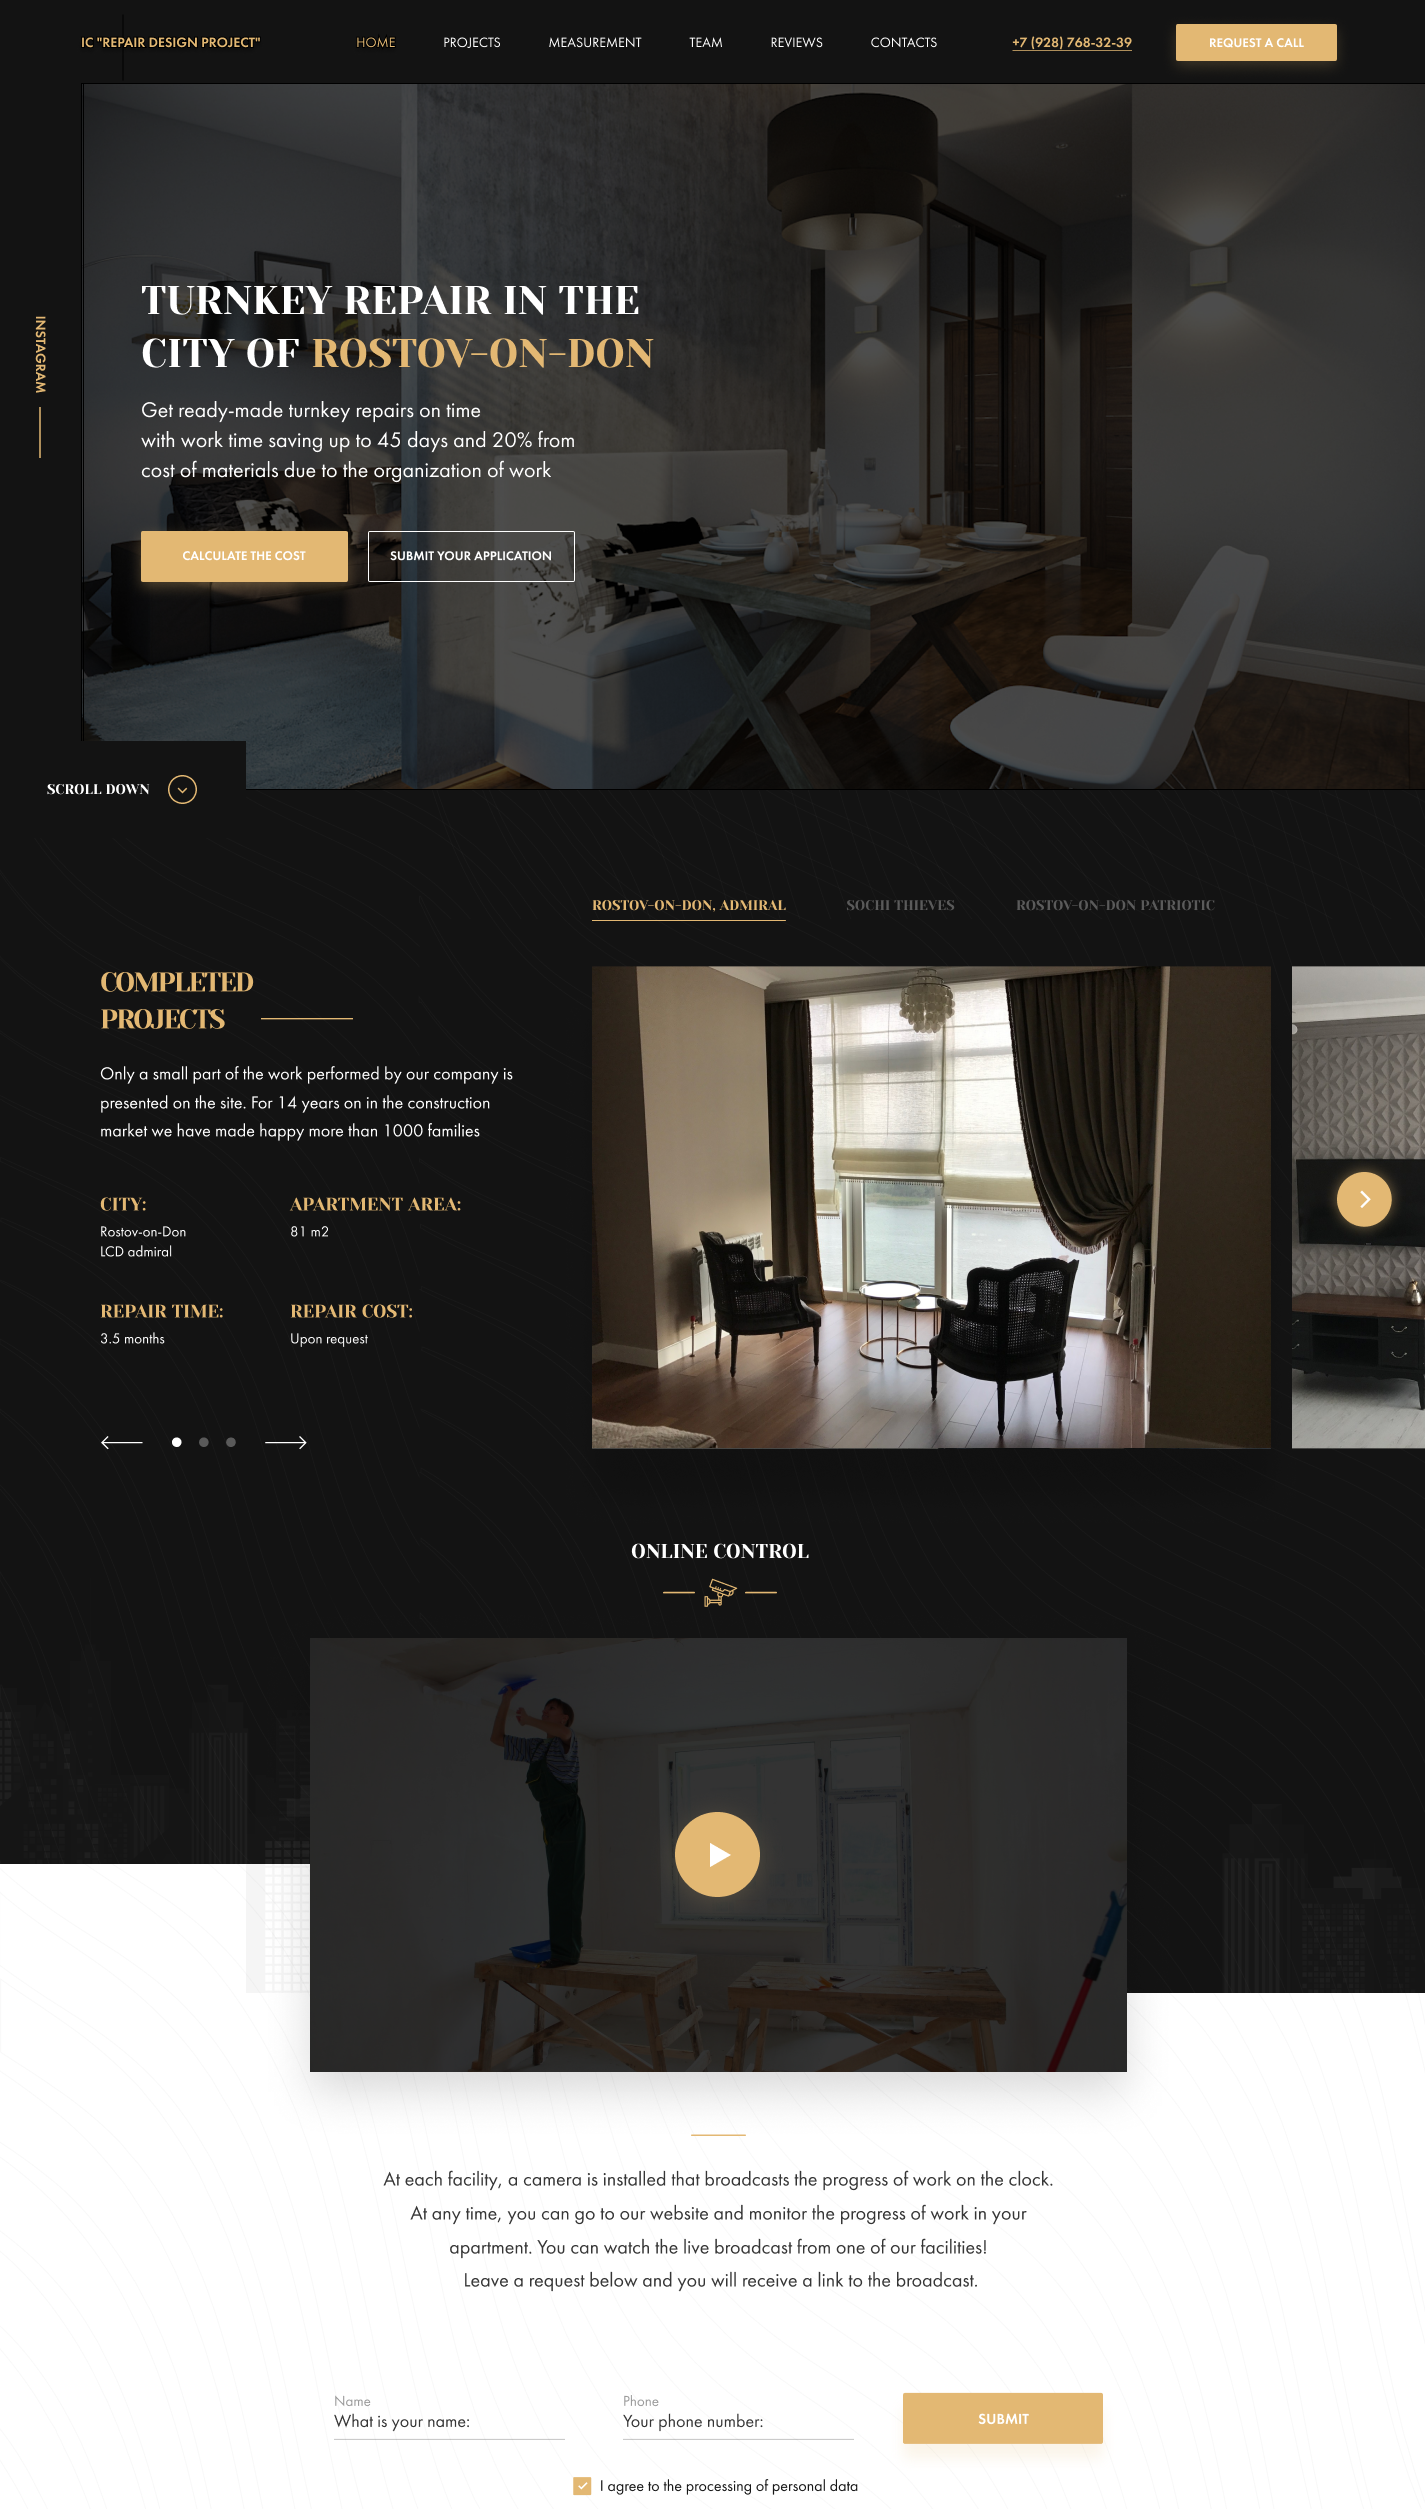 IC "REPAIR DESIGN PROJECT"
HOME
PROJECTS
MEASUREMENT
TEAM
REVIEWS
CONTACTS
+7 (928) 768-32-39
REQUEST A CALL
INSTAGRAM
TURNKEY REPAIR IN THE
CITY OF ROSTOV-ON-DON
Get ready-made turnkey repairs on time
with work time saving up to 45 days and 20% from
cost of materials due to the organization of work
CALCULATE THE COST
SUBMIT YOUR APPLICATION
SCROLL DOWN
ROSTOV-ON-DON, ADMIRAL
SOCHI THIEVES
ROSTOV-ON-DON PATRIOTIC
COMPLETED
PROJECTS
Only a small part of the work performed by our company is
presented on the site. For 14 years on in the construction
market we have made happy more than 1000 families
CITY:
Rostov-on-Don
LCD admiral
APARTMENT AREA:
81 m2
REPAIR TIME:
3.5 months
REPAIR COST:
Upon request
ONLINE CONTROL
At each facility, a camera is installed that broadcasts the progress of work on the clock.
At any time, you can go to our website and monitor the progress of work in your
apartment. You can watch the live broadcast from one of our facilities!
Leave a request below and you will receive a link to the broadcast.
Name
What is your name:
Phone
Your phone number:
SUBMIT
I agree to the processing of personal data